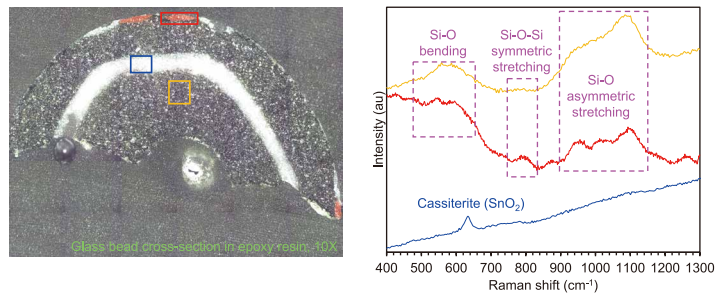 Glass bead cross-section in epoxy resin: 10X
Intensity (au)
Si-O
bending
Si-O-Si
symmetric
stretching
Si-O
asymmetric
stretching
Cassiterite (SnO₂)
400 500 600 700 800 900 1000 1100 1200 1300
Raman shift (cm⁻¹)